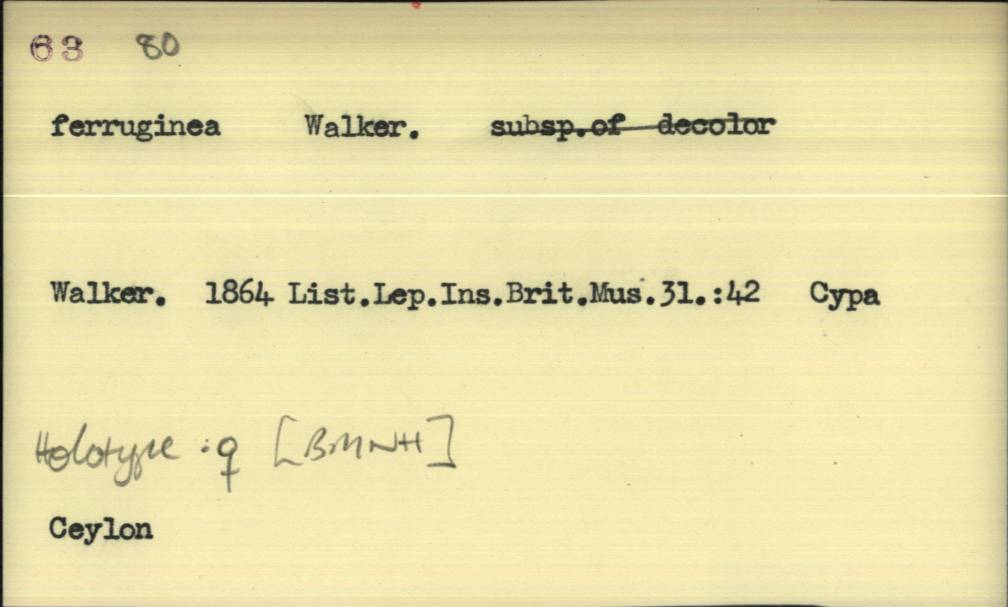 63 80
ferruginea Walker. subsp.of decolor
Walker. 1864 List.Lep.Ins.Brit.Mus.31.:42 Cypa
Holotype : ♀ [BMNH]
Ceylon